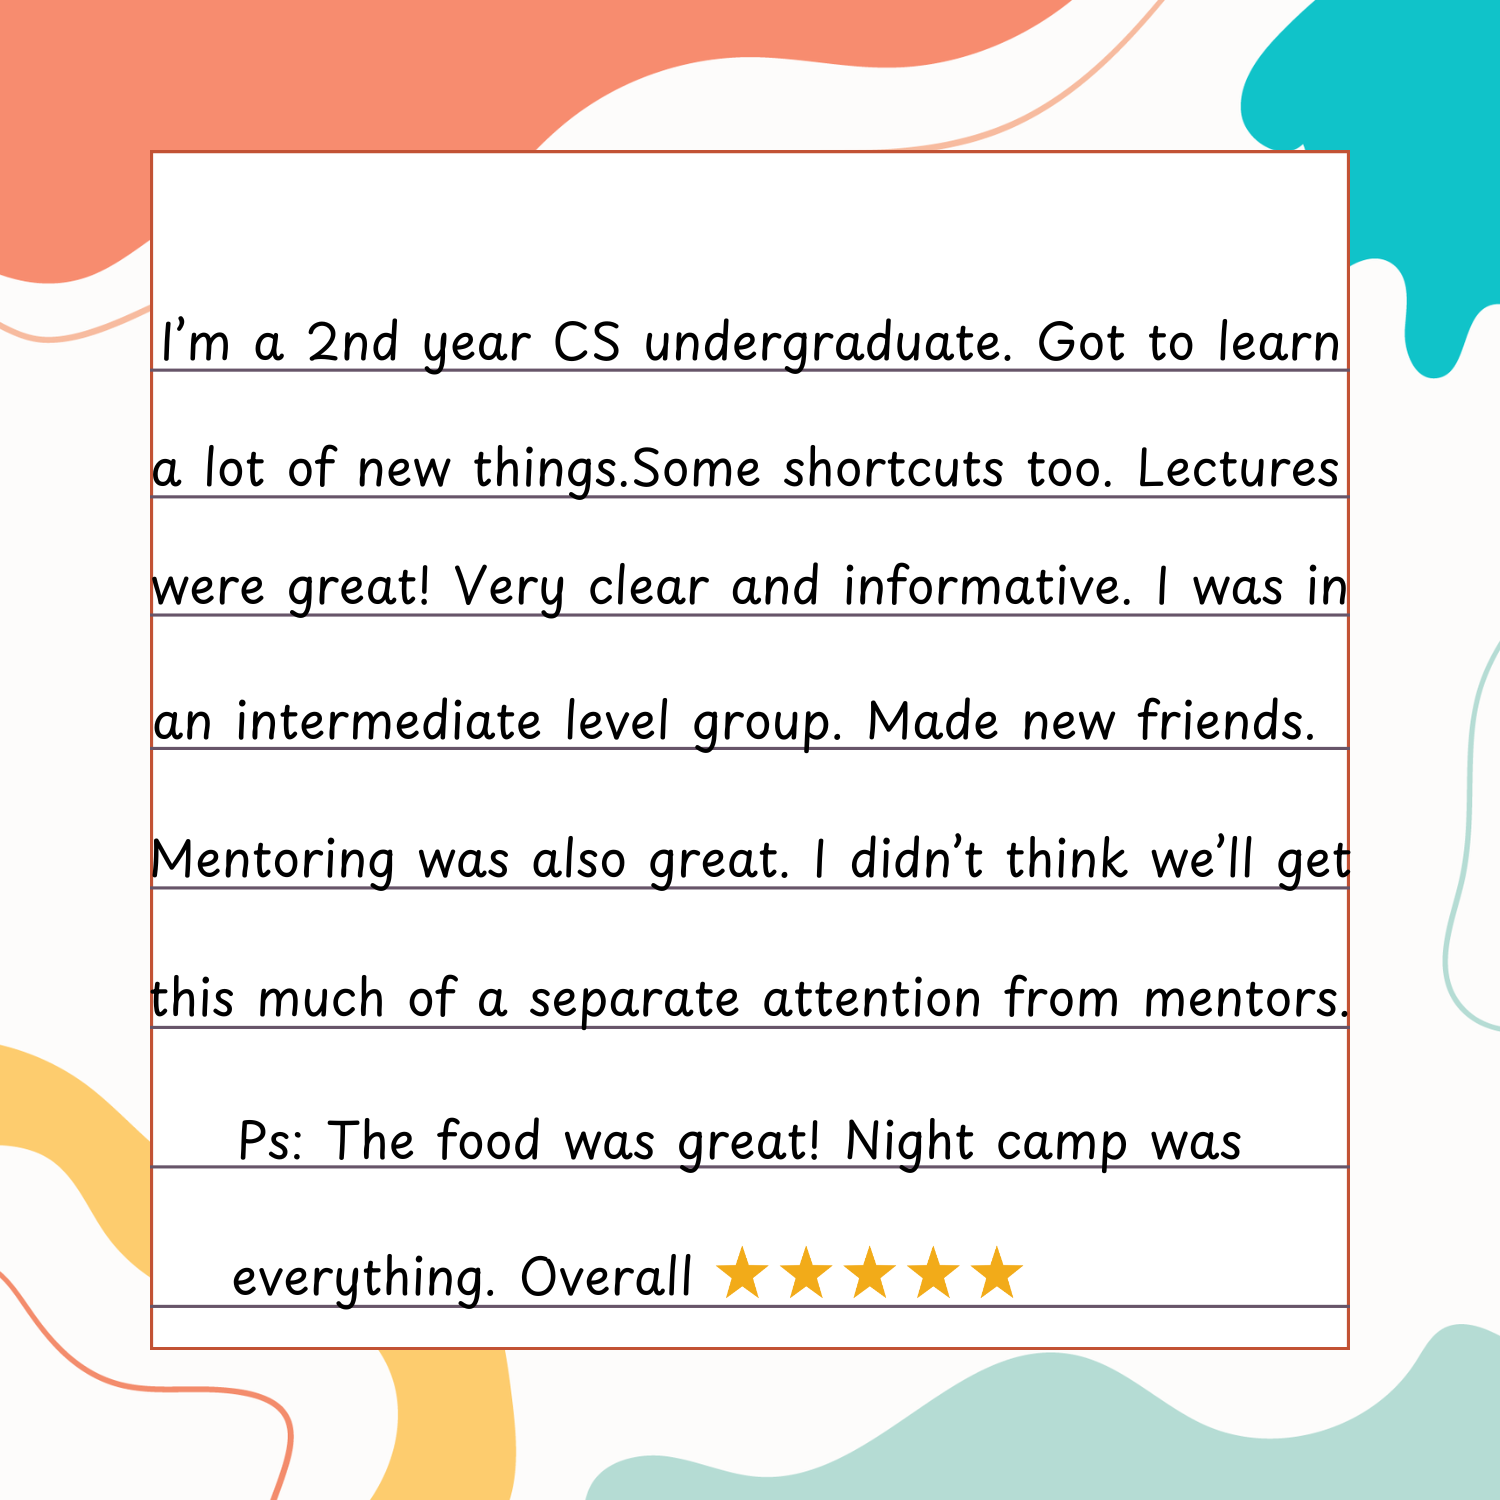 I'm a 2nd year CS undergraduate. Got to learn
a lot of new things.Some shortcuts too. Lectures
were great! Very clear and informative. I was in
an intermediate level group. Made new friends.
Mentoring was also great. I didn't think we'll get
this much of a separate attention from mentors.
Ps: The food was great! Night camp was
everything. Overall ★★★★★